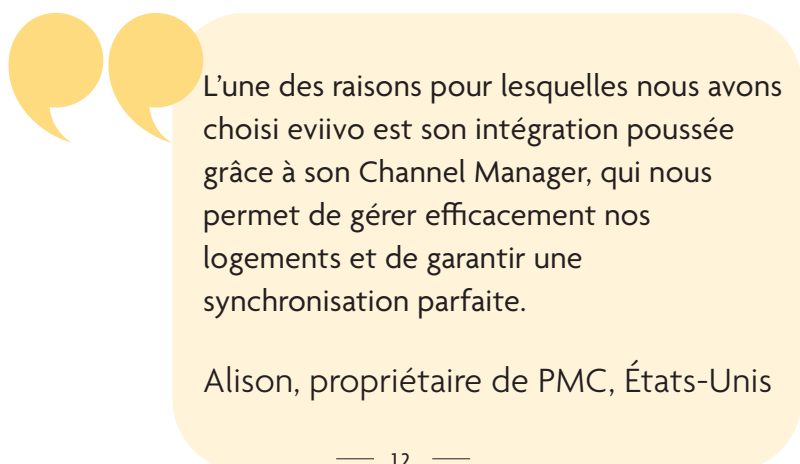 L’une des raisons pour lesquelles nous avons
choisi eviivo est son intégration poussée
grâce à son Channel Manager, qui nous
permet de gérer efficacement nos
logements et de garantir une
synchronisation parfaite.
Alison, propriétaire de PMC, États-Unis
12